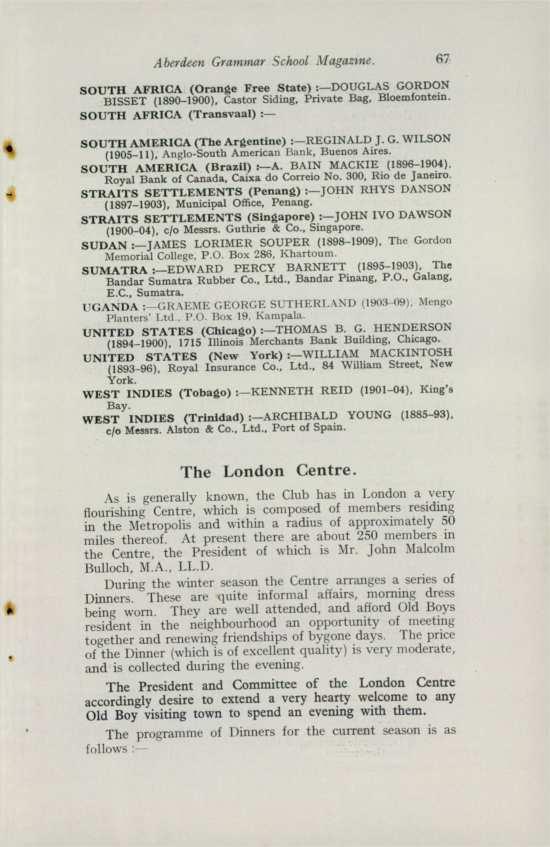 Aberdeen Grammar School Magazine. 67
SOUTH AFRICA (Orange Free State) :—DOUGLAS GORDON
BISSET (1890-1900), Castor Siding, Private Bag, Bloemfontein.
SOUTH AFRICA (Transvaal) :—
SOUTH AMERICA (The Argentine) :—REGINALD J. G. WILSON
(1905-11), Anglo-South American Bank, Buenos Aires.
SOUTH AMERICA (Brazil) :—A. BAIN MACKIE (1896-1904),
Royal Bank of Canada, Caixa do Correio No. 300, Rio de Janeiro.
STRAITS SETTLEMENTS (Penang) :—JOHN RHYS DANSON
(1897-1903), Municipal Office, Penang.
STRAITS SETTLEMENTS (Singapore) :—JOHN IVO DAWSON
(1900-04), c/o Messrs. Guthrie & Co., Singapore.
SUDAN :—JAMES LORIMER SOUPER (1898-1909), The Gordon
Memorial College, P.O. Box 286, Khartoum.
SUMATRA :—EDWARD PERCY BARNETT (1895-1903), The
Bandar Sumatra Rubber Co., Ltd., Bandar Pinang, P.O., Galang,
E.C., Sumatra.
UGANDA :—GRAEME GEORGE SUTHERLAND (1903-09), Mengo
Planters' Ltd., P.O. Box 19, Kampala.
UNITED STATES (Chicago) :—THOMAS B. G. HENDERSON
(1894-1900), 1715 Illinois Merchants Bank Building, Chicago.
UNITED STATES (New York) :—WILLIAM MACKINTOSH
(1893-96), Royal Insurance Co., Ltd., 84 William Street, New
York.
WEST INDIES (Tobago) :—KENNETH REID (1901-04), King's
Bay.
WEST INDIES (Trinidad) :—ARCHIBALD YOUNG (1885-93),
c/o Messrs. Alston & Co., Ltd., Port of Spain.
The London Centre.
As is generally known, the Club has in London a very
flourishing Centre, which is composed of members residing
in the Metropolis and within a radius of approximately 50
miles thereof. At present there are about 250 members in
the Centre, the President of which is Mr. John Malcolm
Bulloch, M.A., LL.D.
During the winter season the Centre arranges a series of
Dinners. These are quite informal affairs, morning dress
being worn. They are well attended, and afford Old Boys
resident in the neighbourhood an opportunity of meeting
together and renewing friendships of bygone days. The price
of the Dinner (which is of excellent quality) is very moderate,
and is collected during the evening.
The President and Committee of the London Centre
accordingly desire to extend a very hearty welcome to any
Old Boy visiting town to spend an evening with them.
The programme of Dinners for the current season is as
follows :—